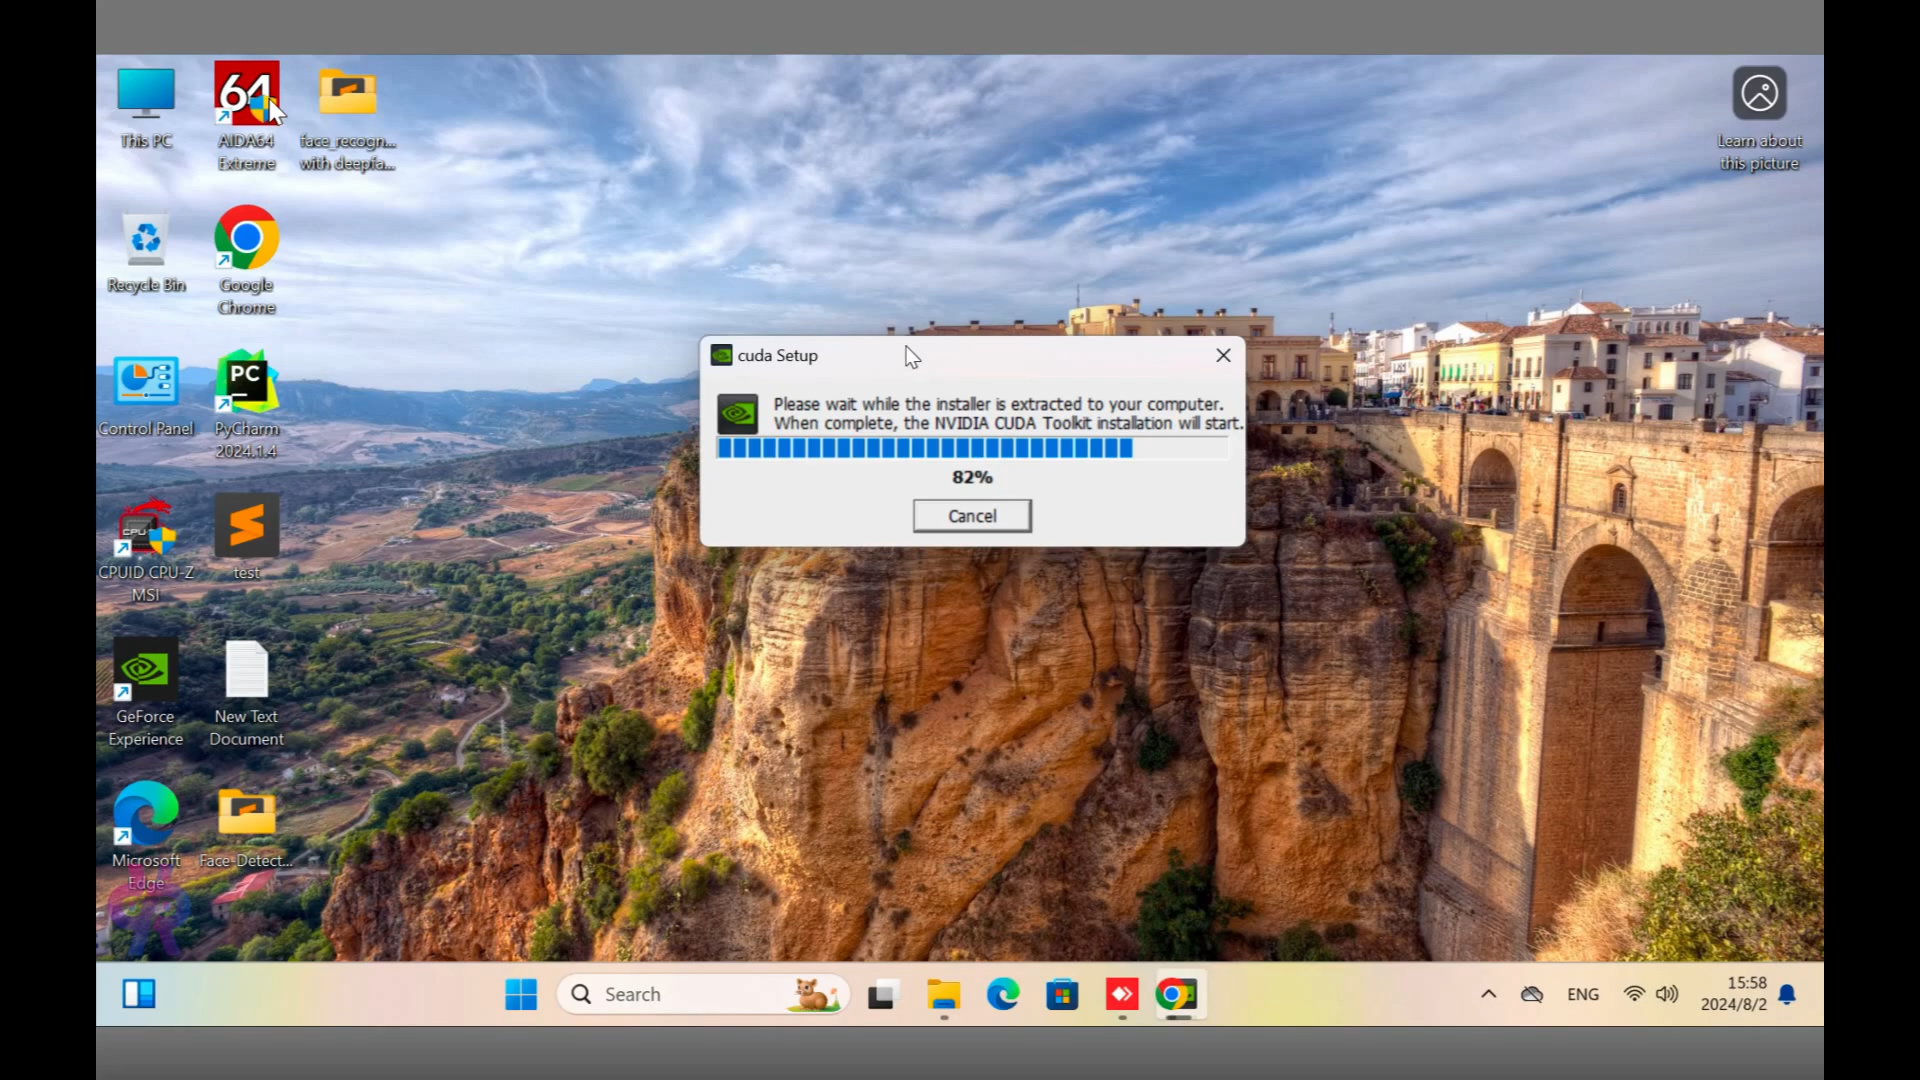 This PC
64
AIDA64
Extreme
face_recogn...
with deepfa...
Learn about
this picture
Recycle Bin
Google
Chrome
Control Panel
PC
PyCharm
2024.1.4
CPU
CPUID CPU-Z
MSI
test
GeForce
Experience
New Text
Document
Microsoft
Edge
Face-Detect...
cuda Setup
Please wait while the installer is extracted to your computer.
When complete, the NVIDIA CUDA Toolkit installation will start.
82%
Cancel
Search
ENG
15:58
2024/8/2